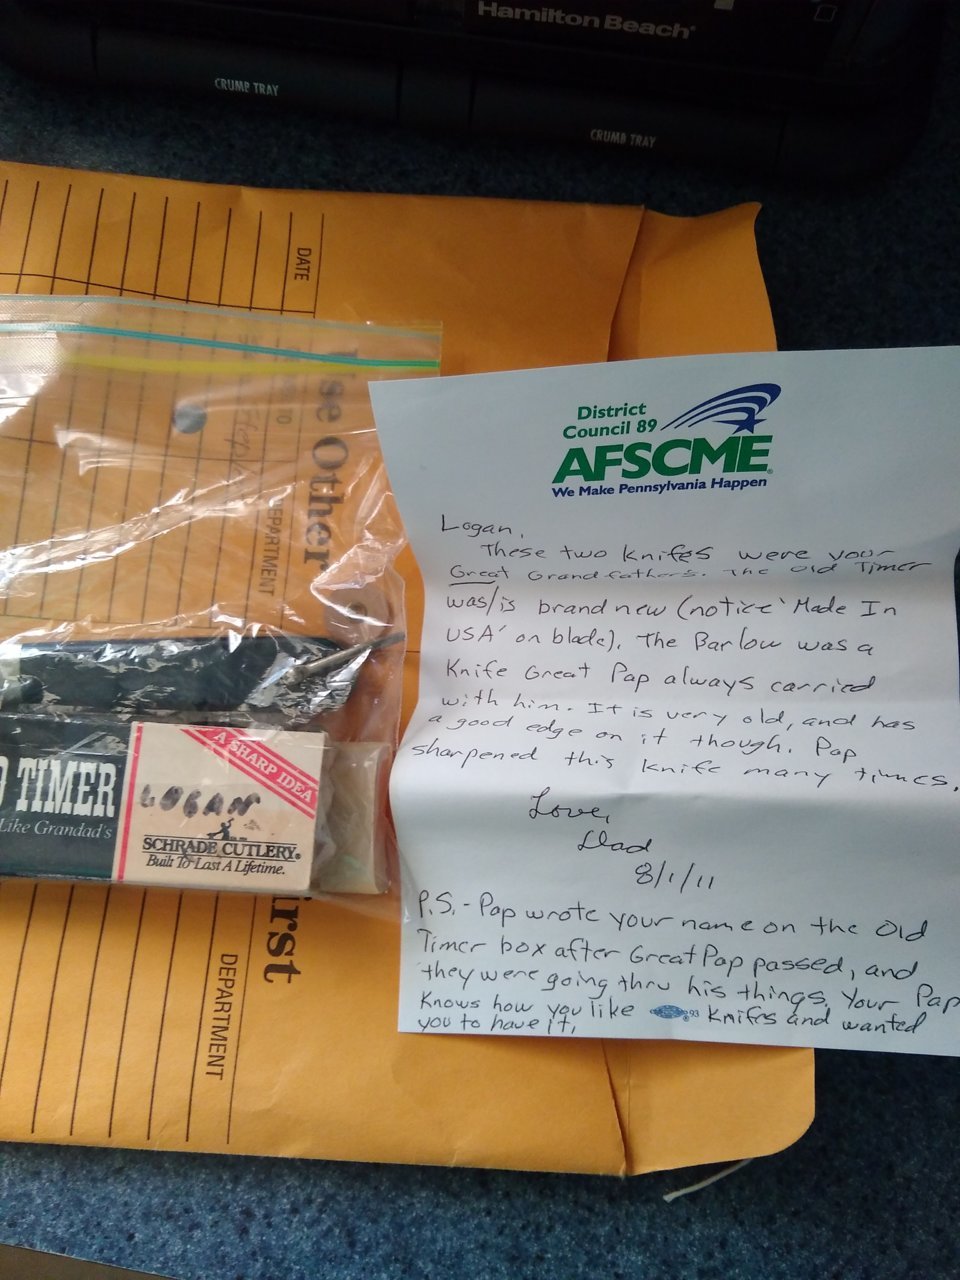 Hamilton Beach®
CRUMB TRAY
CRUMB TRAY
DATE
Use Other
DEPARTMENT
TO
TIMER
Like Grandad's
A SHARP IDEA
LOGAN
SCHRADE CUTLERY®
Built To Last A Lifetime.
First
DEPARTMENT
District
Council 89
AFSCME®
We Make Pennsylvania Happen
Logan,
These two knifes were your
Great Grandfathers. The Old Timer
was/is brand new (notice 'Made In
USA' on blade). The Barlow was a
Knife Great Pap always carried
with him. It is very old, and has
a good edge on it though. Pap
sharpened this knife many times.
Love,
Dad
8/1/11
P.S.- Pap wrote your name on the Old
Timer box after Great Pap passed, and
they were going thru his things. Your Pap
Knows how you like knifes and wanted
you to have it.
93